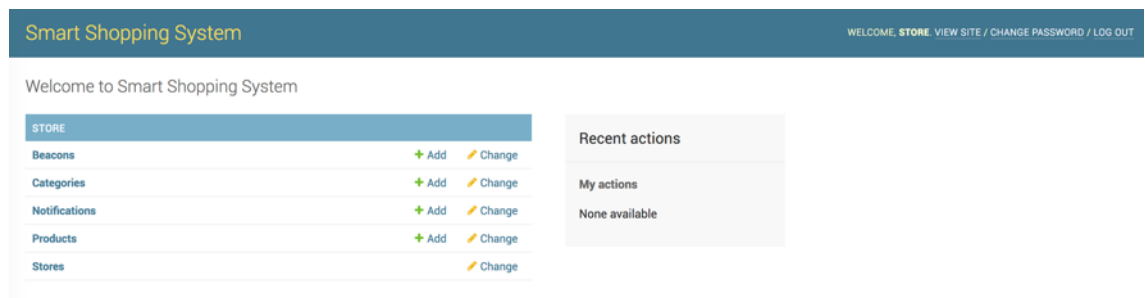 Smart Shopping System
WELCOME, STORE. VIEW SITE / CHANGE PASSWORD / LOG OUT
Welcome to Smart Shopping System
STORE
Beacons Add Change
Categories Add Change
Notifications Add Change
Products Add Change
Stores Change
Recent actions
My actions
None available